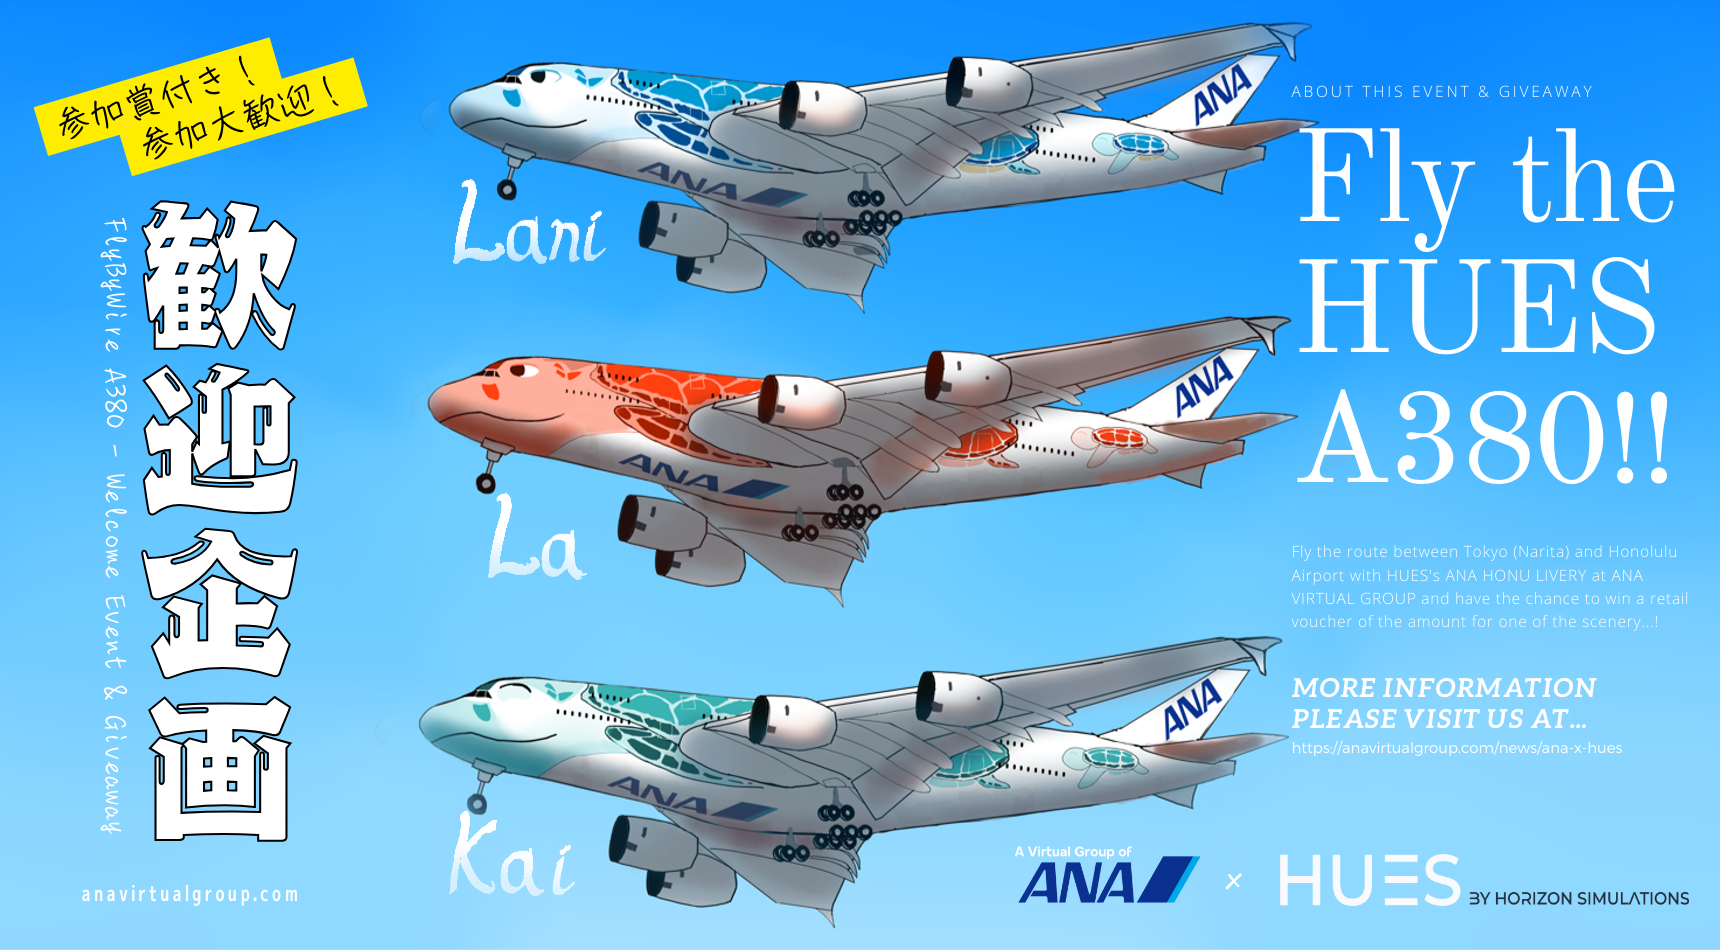 参加賞付き！
参加大歓迎！
歓迎企画
FlyByWire A380 - Welcome Event & Giveaway
anavirtualgroup.com
ANA
ANA
Lani
ANA
ANA
La
ANA
ANA
Kai
ABOUT THIS EVENT & GIVEAWAY
Fly the
HUES
A380!!
Fly the route between Tokyo (Narita) and Honolulu
Airport with HUES's ANA HONU LIVERY at ANA
VIRTUAL GROUP and have the chance to win a retail
voucher of the amount for one of the scenery...!
MORE INFORMATION
PLEASE VISIT US AT...
https://anavirtualgroup.com/news/ana-x-hues
A Virtual Group of
ANA × HUES BY HORIZON SIMULATIONS